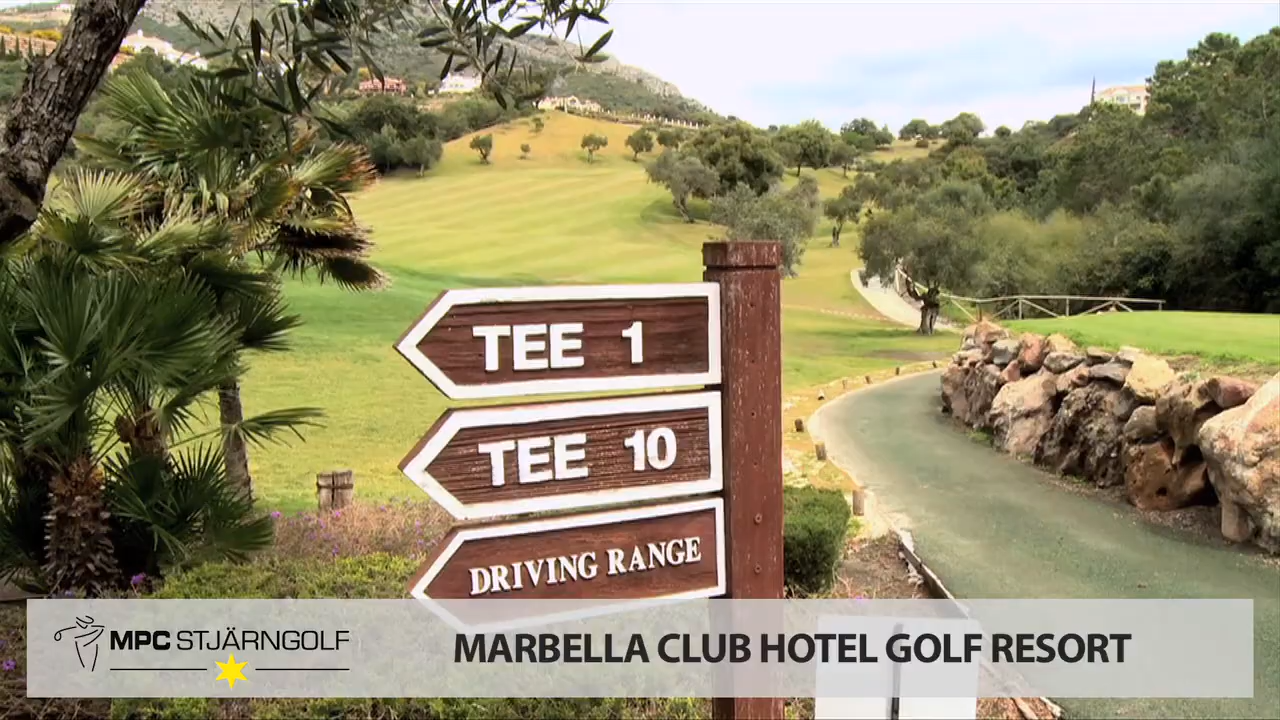 TEE 1
TEE 10
DRIVING RANGE
MPC STJÄRNGOLF
MARBELLA CLUB HOTEL GOLF RESORT